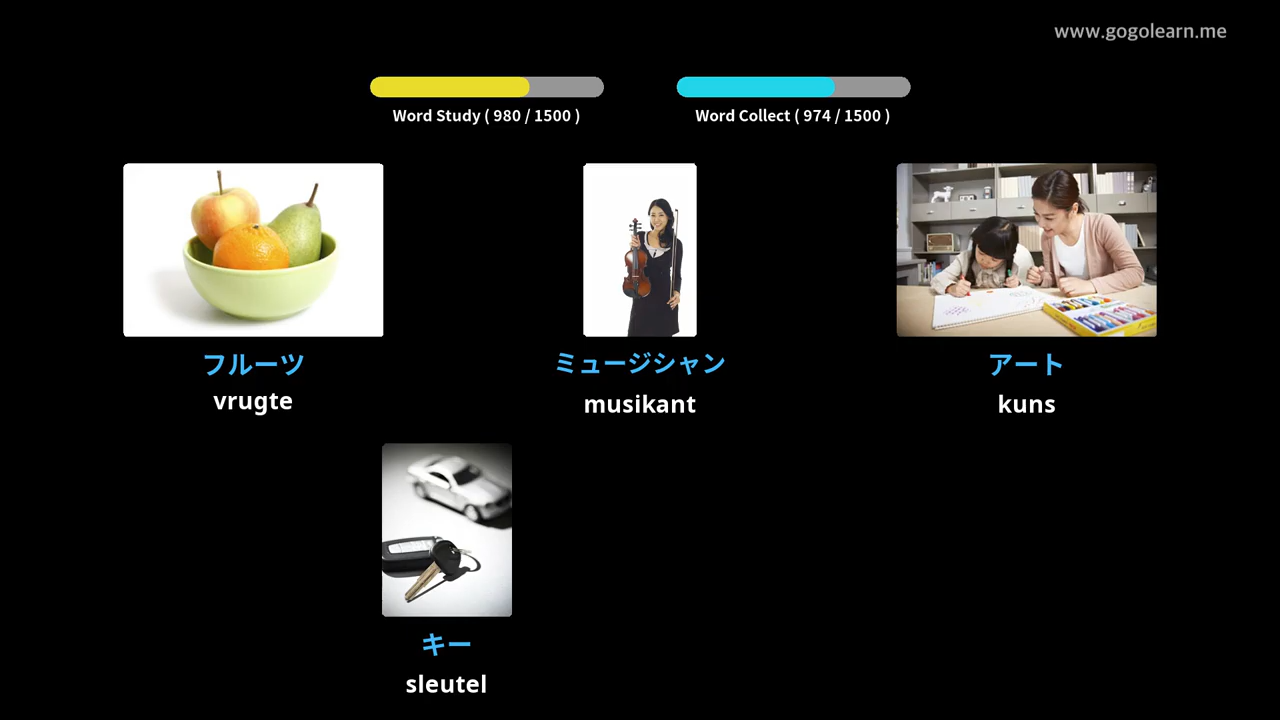 www.gogolearn.me
Word Study ( 980 / 1500 )
Word Collect ( 974 / 1500 )
フルーツ
vrugte
ミュージシャン
musikant
アート
kuns
キー
sleutel